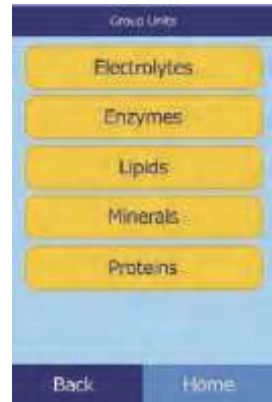 Group Units
Electrolytes
Enzymes
Lipids
Minerals
Proteins
Back Home